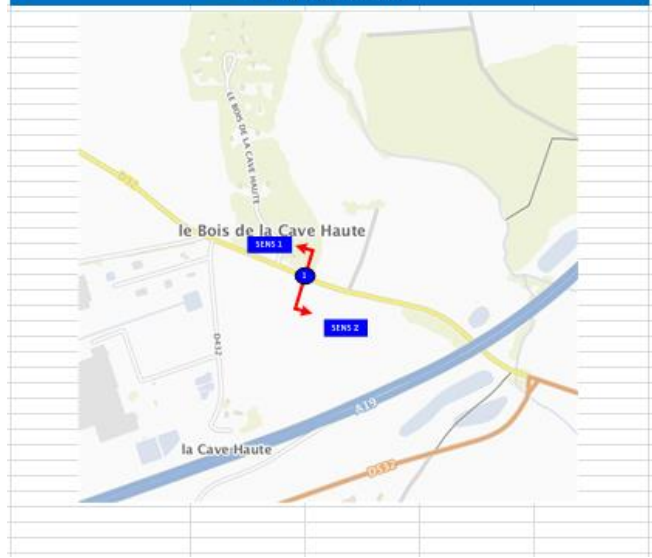 LE BOIS DE LA CAVE HAUTE
D32
le Bois de la Cave Haute
SENS 1
1
SENS 2
D432
A19
la Cave Haute
D532